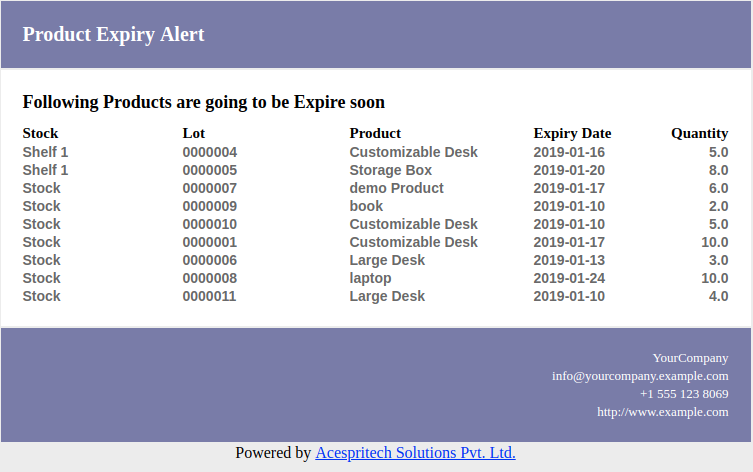 Product Expiry Alert
Following Products are going to be Expire soon
Stock Lot Product Expiry Date Quantity
Shelf 1 0000004 Customizable Desk 2019-01-16 5.0
Shelf 1 0000005 Storage Box 2019-01-20 8.0
Stock 0000007 demo Product 2019-01-17 6.0
Stock 0000009 book 2019-01-10 2.0
Stock 0000010 Customizable Desk 2019-01-10 5.0
Stock 0000001 Customizable Desk 2019-01-17 10.0
Stock 0000006 Large Desk 2019-01-13 3.0
Stock 0000008 laptop 2019-01-24 10.0
Stock 0000011 Large Desk 2019-01-10 4.0
YourCompany
info@yourcompany.example.com
+1 555 123 8069
http://www.example.com
Powered by Acespritech Solutions Pvt. Ltd.